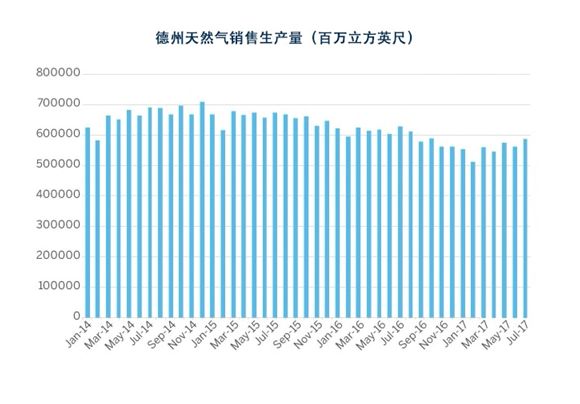 德州天然气销售生产量（百万立方英尺）
800000
700000
600000
500000
400000
300000
200000
100000
0
Jan-14
Mar-14
May-14
Jul-14
Sep-14
Nov-14
Jan-15
Mar-15
May-15
Jul-15
Sep-15
Nov-15
Jan-16
Mar-16
May-16
Jul-16
Sep-16
Nov-16
Jan-17
Mar-17
May-17
Jul-17